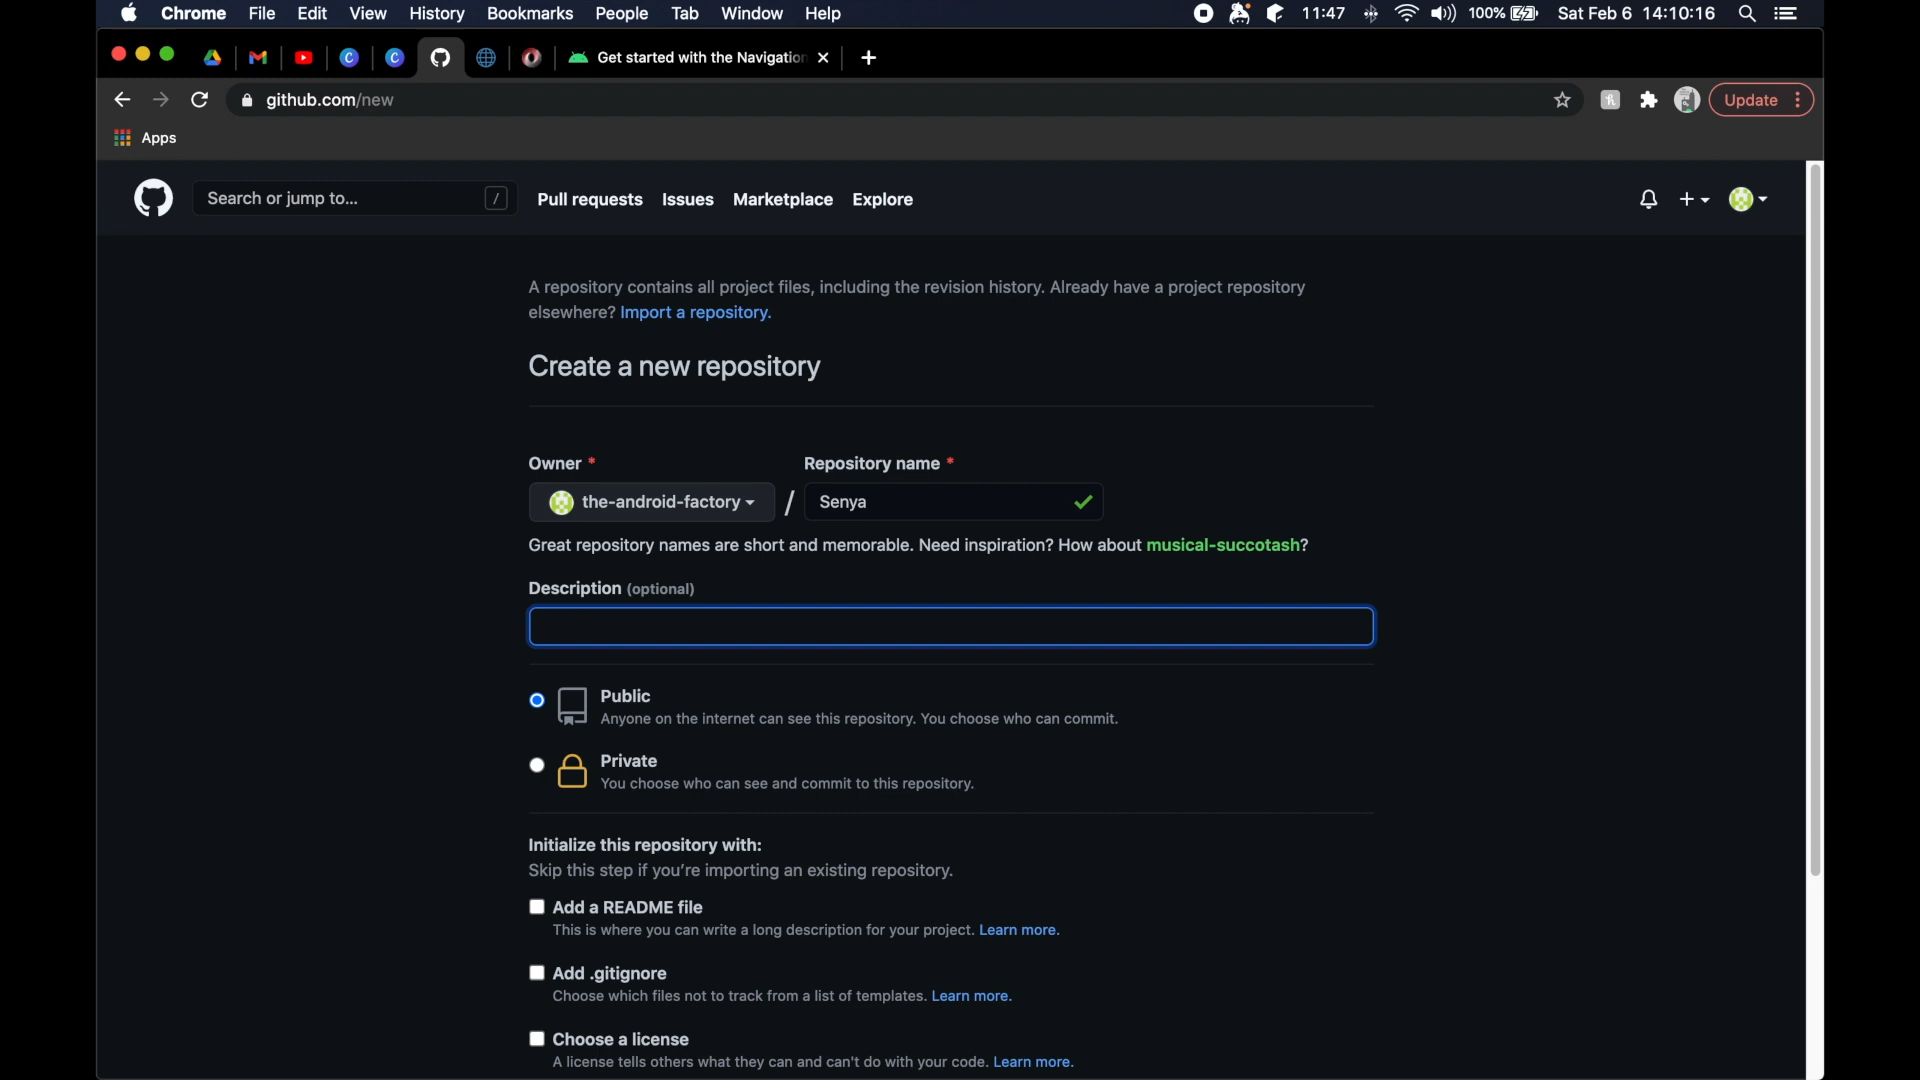 Chrome File Edit View History Bookmarks People Tab Window Help 11:47 100% Sat Feb 6 14:10:16
Get started with the Navigation
github.com/new Update
Apps
Search or jump to... / Pull requests Issues Marketplace Explore
A repository contains all project files, including the revision history. Already have a project repository
elsewhere? Import a repository.
Create a new repository
Owner * Repository name *
the-android-factory / Senya
Great repository names are short and memorable. Need inspiration? How about musical-succotash?
Description (optional)
Public
Anyone on the internet can see this repository. You choose who can commit.
Private
You choose who can see and commit to this repository.
Initialize this repository with:
Skip this step if you're importing an existing repository.
Add a README file
This is where you can write a long description for your project. Learn more.
Add .gitignore
Choose which files not to track from a list of templates. Learn more.
Choose a license
A license tells others what they can and can't do with your code. Learn more.